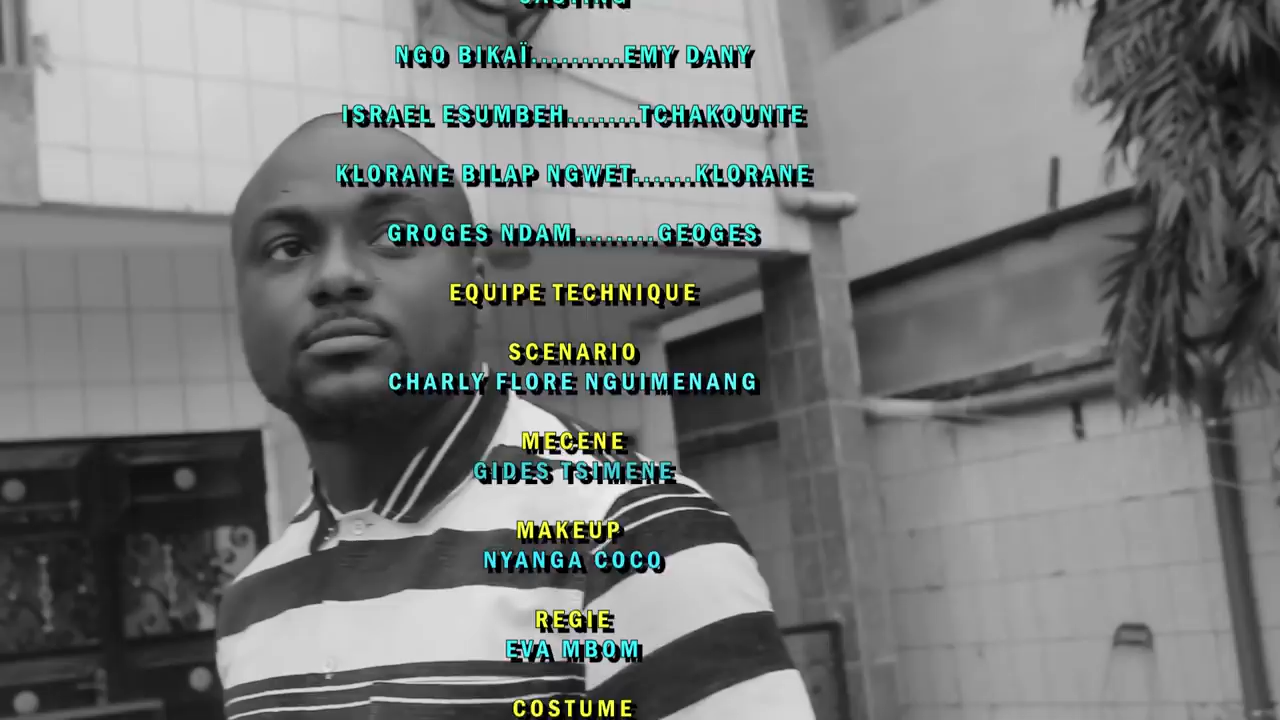 CASTING
NGO BIKAÏ.........EMY DANY
ISRAEL ESUMBEH.......TCHAKOUNTE
KLORANE BILAP NGWET......KLORANE
GROGES NDAM........GEOGES
EQUIPE TECHNIQUE
SCENARIO
CHARLY FLORE NGUIMENANG
MECENE
GIDES TSIMENE
MAKEUP
NYANGA COCO
REGIE
EVA MBOM
COSTUME